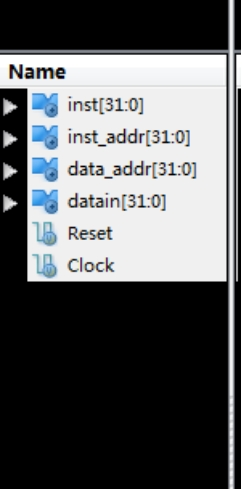 Name
inst[31:0]
inst_addr[31:0]
data_addr[31:0]
datain[31:0]
Reset
Clock